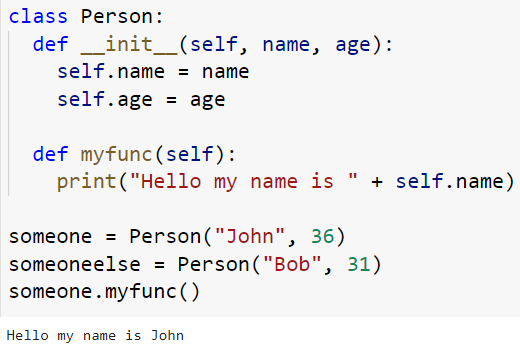 class Person:
  def __init__(self, name, age):
    self.name = name
    self.age = age

  def myfunc(self):
    print("Hello my name is " + self.name)

someone = Person("John", 36)
someoneelse = Person("Bob", 31)
someone.myfunc()

Hello my name is John